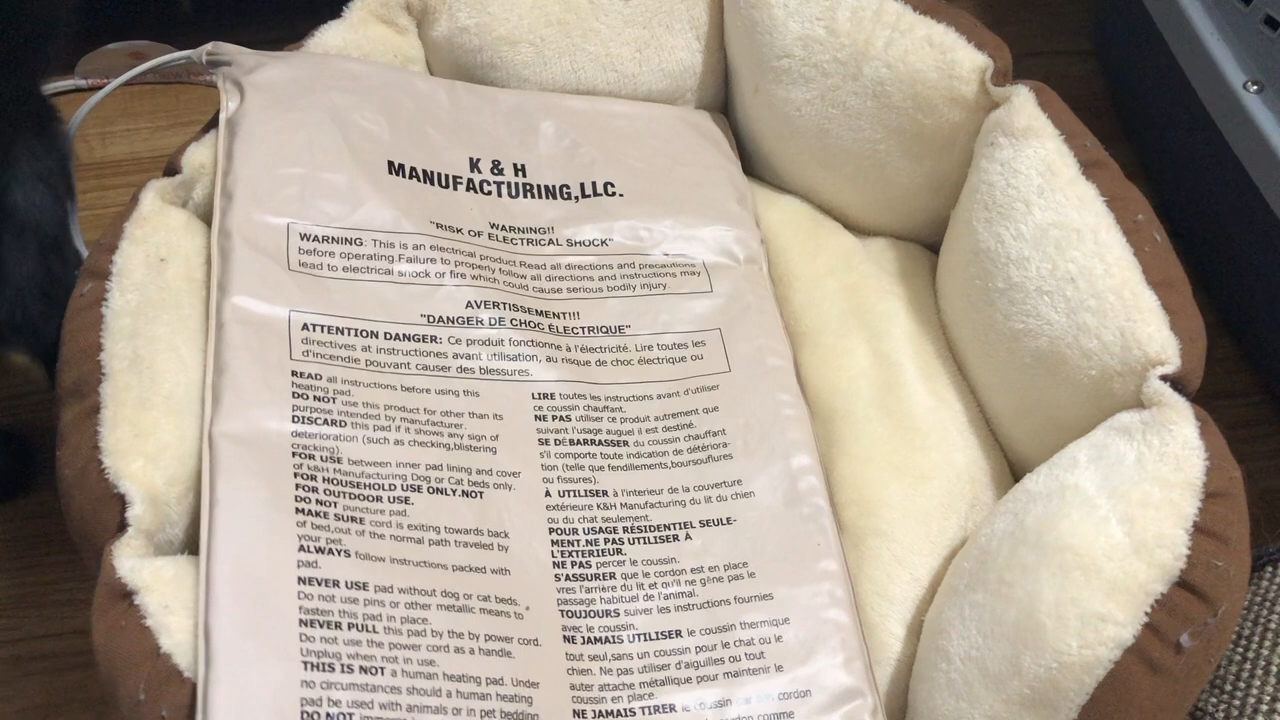 K & H
MANUFACTURING,LLC.
WARNING!!
"RISK OF ELECTRICAL SHOCK"
WARNING: This is an electrical product.Read all directions and precautions
before operating.Failure to properly follow all directions and instructions may
lead to electrical shock or fire which could cause serious bodily injury.
AVERTISSEMENT!!!
"DANGER DE CHOC ÉLECTRIQUE"
ATTENTION DANGER: Ce produit fonctionne à l'électricité. Lire toutes les
directives at instructiones avant utilisation, au risque de choc électrique ou
d'incendie pouvant causer des blessures.
READ all instructions before using this
heating pad.
DO NOT use this product for other than its
purpose intended by manufacturer.
DISCARD this pad if it shows any sign of
deterioration (such as checking,blistering
cracking).
FOR USE between inner pad lining and cover
of k&H Manufacturing Dog or Cat beds only.
FOR HOUSEHOLD USE ONLY.NOT
FOR OUTDOOR USE.
DO NOT puncture pad.
MAKE SURE cord is exiting towards back
of bed,out of the normal path traveled by
your pet.
ALWAYS follow instructions packed with
pad.
NEVER USE pad without dog or cat beds.
Do not use pins or other metallic means to
fasten this pad in place.
NEVER PULL this pad by the by power cord.
Do not use the power cord as a handle.
Unplug when not in use.
THIS IS NOT a human heating pad. Under
no circumstances should a human heating
pad be used with animals or in pet bedding
DO NOT
LIRE toutes les instructions avant d'utiliser
ce coussin chauffant.
NE PAS utiliser ce produit autrement que
suivant l'usage auguel il est destiné.
SE DÉBARRASSER du coussin chauffant
s'il comporte toute indication de détériora-
tion (telle que fendillements,boursouflures
ou fissures).
À UTILISER à l'interieur de la couverture
extérieure K&H Manufacturing du lit du chien
ou du chat seulement.
POUR USAGE RÉSIDENTIEL SEULE-
MENT.NE PAS UTILISER À
L'EXTERIEUR.
NE PAS percer le coussin.
S'ASSURER que le cordon est en place
vres l'arrière du lit et qu'il ne gêne pas le
passage habituel de l'animal.
TOUJOURS suiver les instructions fournies
avec le coussin.
NE JAMAIS UTILISER le coussin thermique
tout seul,sans un coussin pour le chat ou le
chien. Ne pas utiliser d'aiguilles ou tout
auter attache métallique pour maintenir le
coussin en place.
NE JAMAIS TIRER le coussin cordon
cordon comme